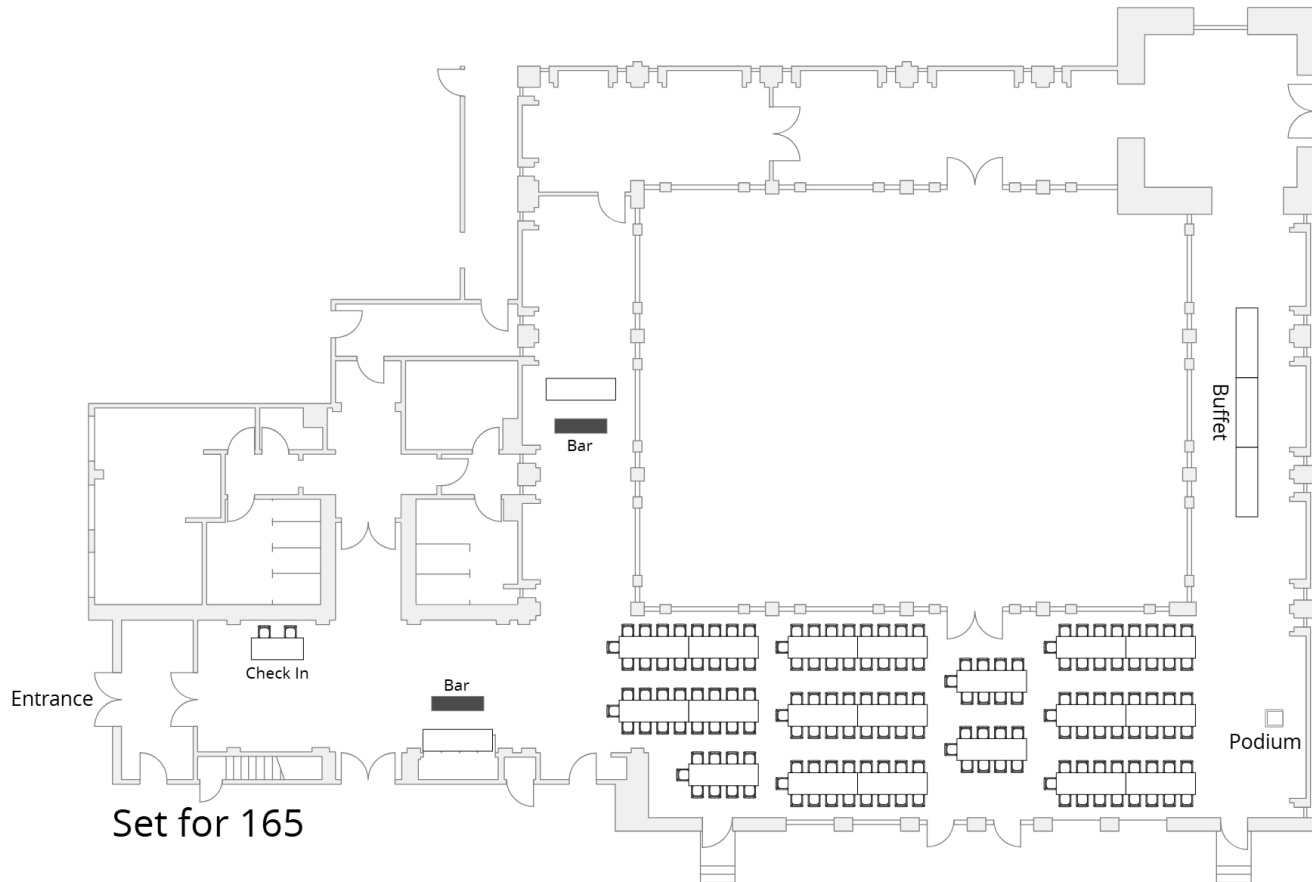 Buffet
Bar
Check In
Bar
Entrance
Podium
Set for 165